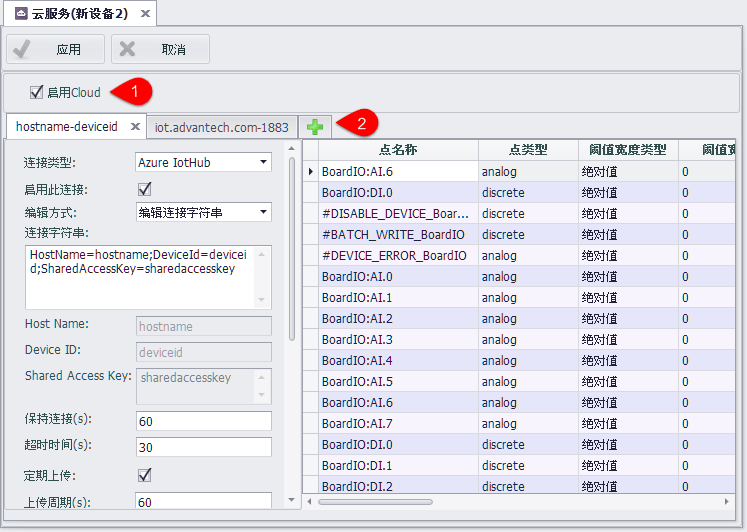 云服务(新设备2)
应用 取消
启用Cloud 1
hostname-deviceid iot.advantech.com-1883 2
连接类型: Azure IotHub
启用此连接:
编辑方式: 编辑连接字符串
连接字符串:
HostName=hostname;DeviceId=devicei
d;SharedAccessKey=sharedaccesskey
Host Name: hostname
Device ID: deviceid
Shared Access Key: sharedaccesskey
保持连接(s): 60
超时时间(s): 30
定期上传:
上传周期(s): 60
点名称 点类型 阈值宽度类型 阈值宽
BoardIO:AI.6 analog 绝对值 0
BoardIO:DI.0 discrete 绝对值 0
#DISABLE_DEVICE_Boar... discrete 绝对值 0
#BATCH_WRITE_BoardIO discrete 绝对值 0
#DEVICE_ERROR_BoardIO analog 绝对值 0
BoardIO:AI.0 analog 绝对值 0
BoardIO:AI.1 analog 绝对值 0
BoardIO:AI.2 analog 绝对值 0
BoardIO:AI.3 analog 绝对值 0
BoardIO:AI.4 analog 绝对值 0
BoardIO:AI.5 analog 绝对值 0
BoardIO:AI.6 analog 绝对值 0
BoardIO:AI.7 analog 绝对值 0
BoardIO:DI.0 discrete 绝对值 0
BoardIO:DI.1 discrete 绝对值 0
BoardIO:DI.2 discrete 绝对值 0